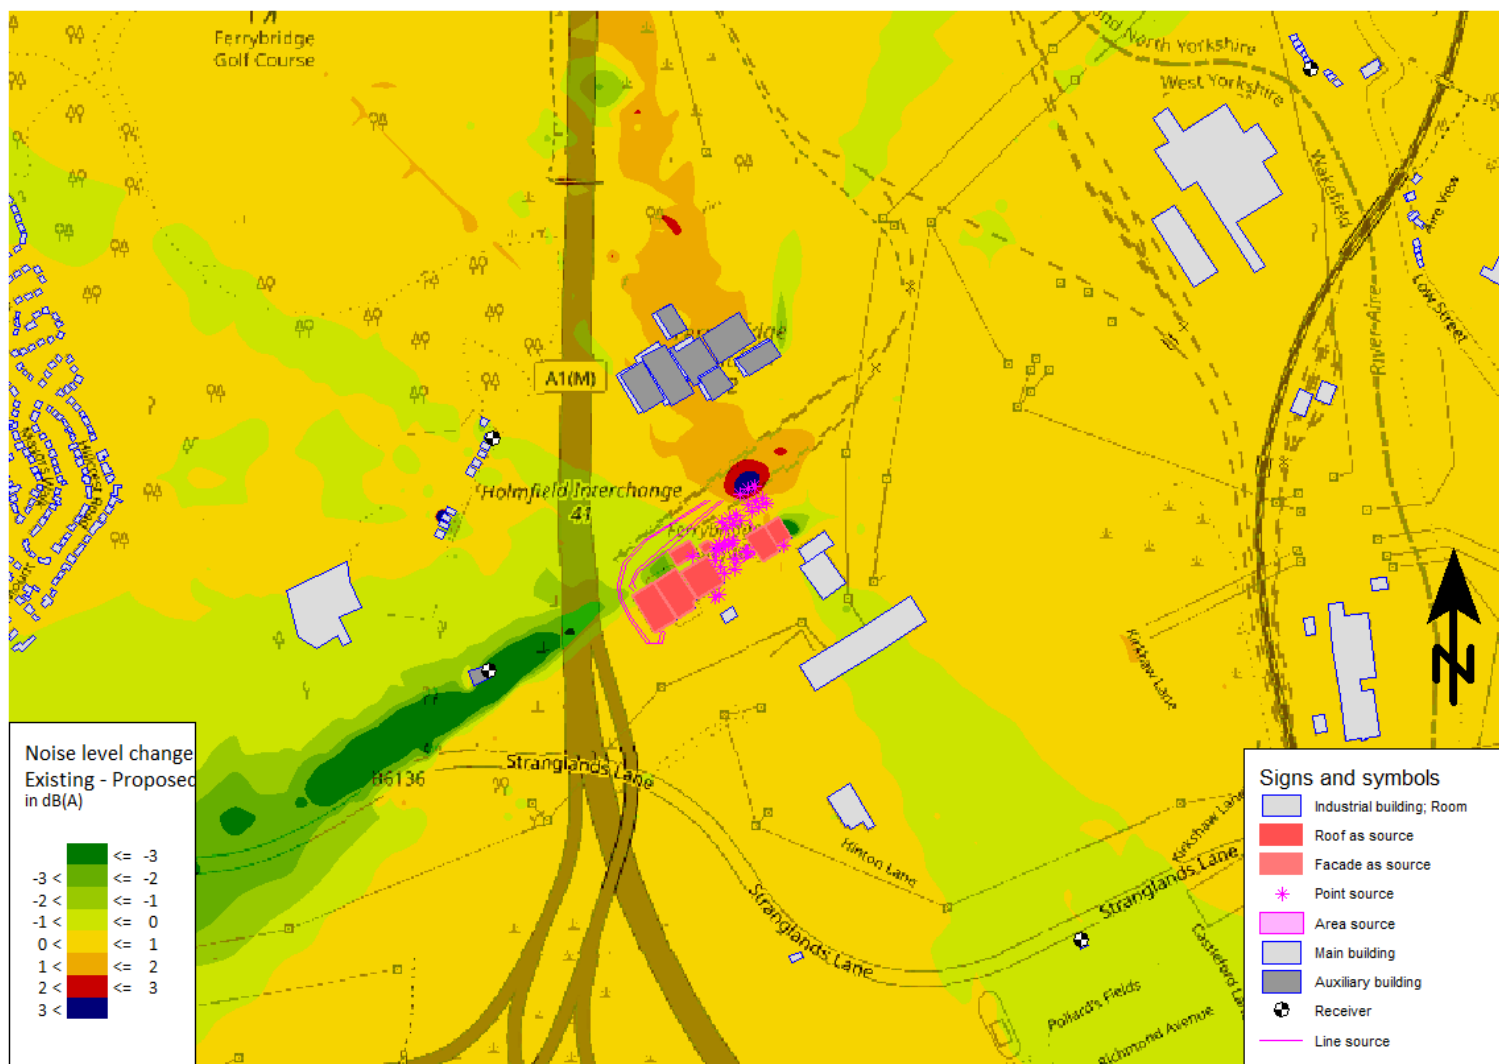 Ferrybridge
Golf Course
North Yorkshire
West Yorkshire
Wakefield
Aire View
Low Street
River Aire
A1(M)
Holmfield Interchange
41
Kirkshaw Lane
B6136
Stranglands Lane
Hinton Lane
Kirkshaw Lane
Stranglands Lane
Stranglands Lane
Pollard's Fields
Richmond Avenue
Noise level change
Existing - Proposed
in dB(A)
<= -3
-3 < <= -2
-2 < <= -1
-1 < <= 0
0 < <= 1
1 < <= 2
2 < <= 3
3 <
Signs and symbols
Industrial building; Room
Roof as source
Facade as source
Point source
Area source
Main building
Auxiliary building
Receiver
Line source
N